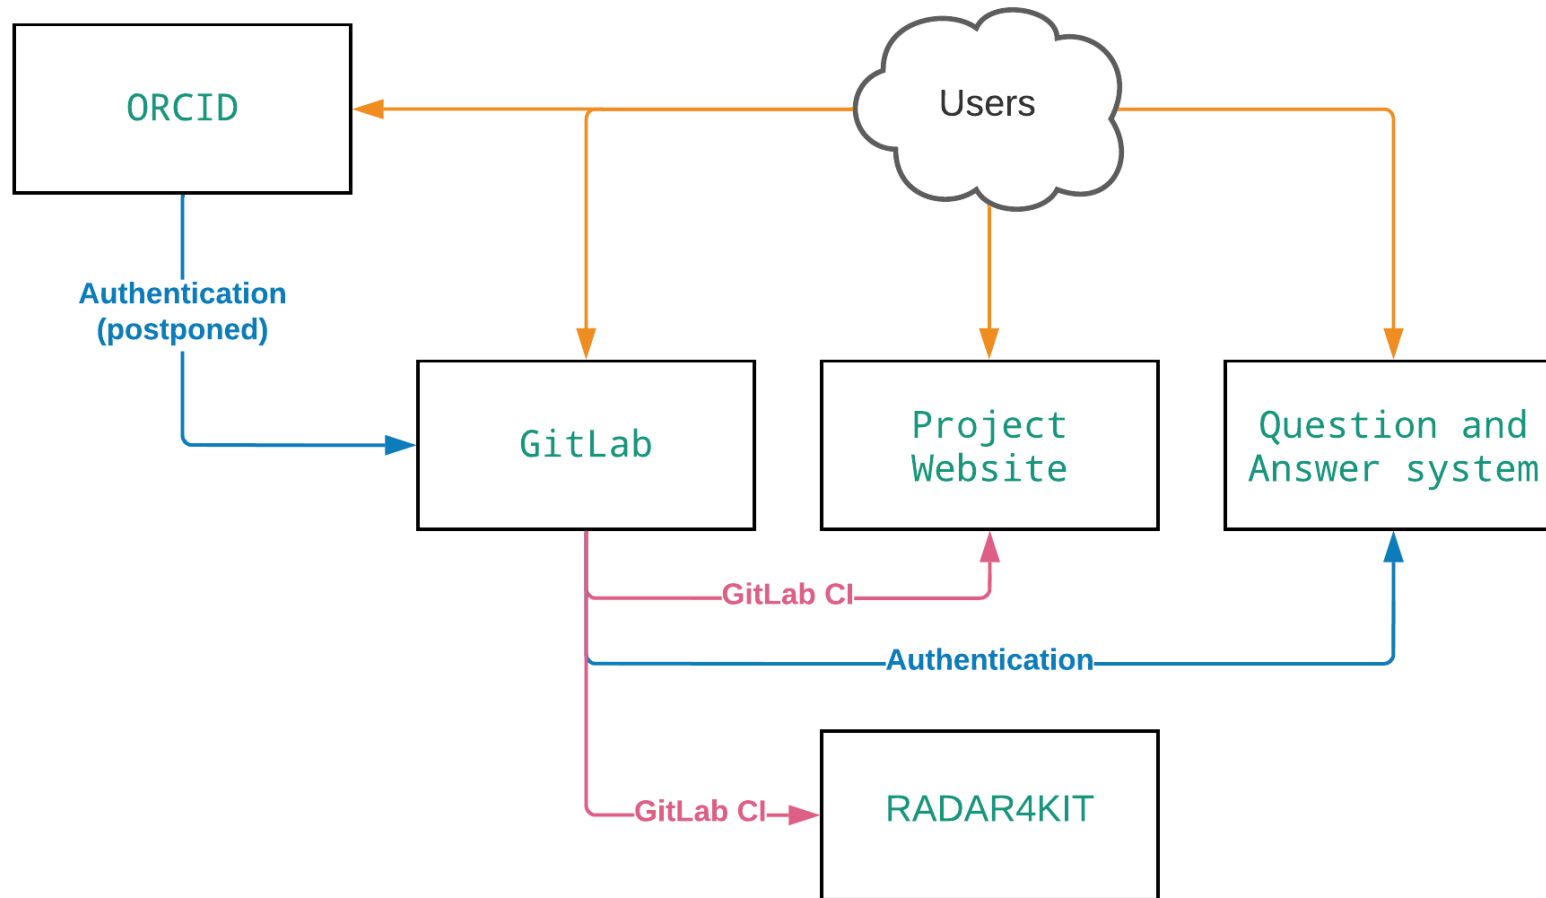 ORCID
Users
Authentication
(postponed)
GitLab
Project
Website
Question and
Answer system
GitLab CI
Authentication
GitLab CI
RADAR4KIT